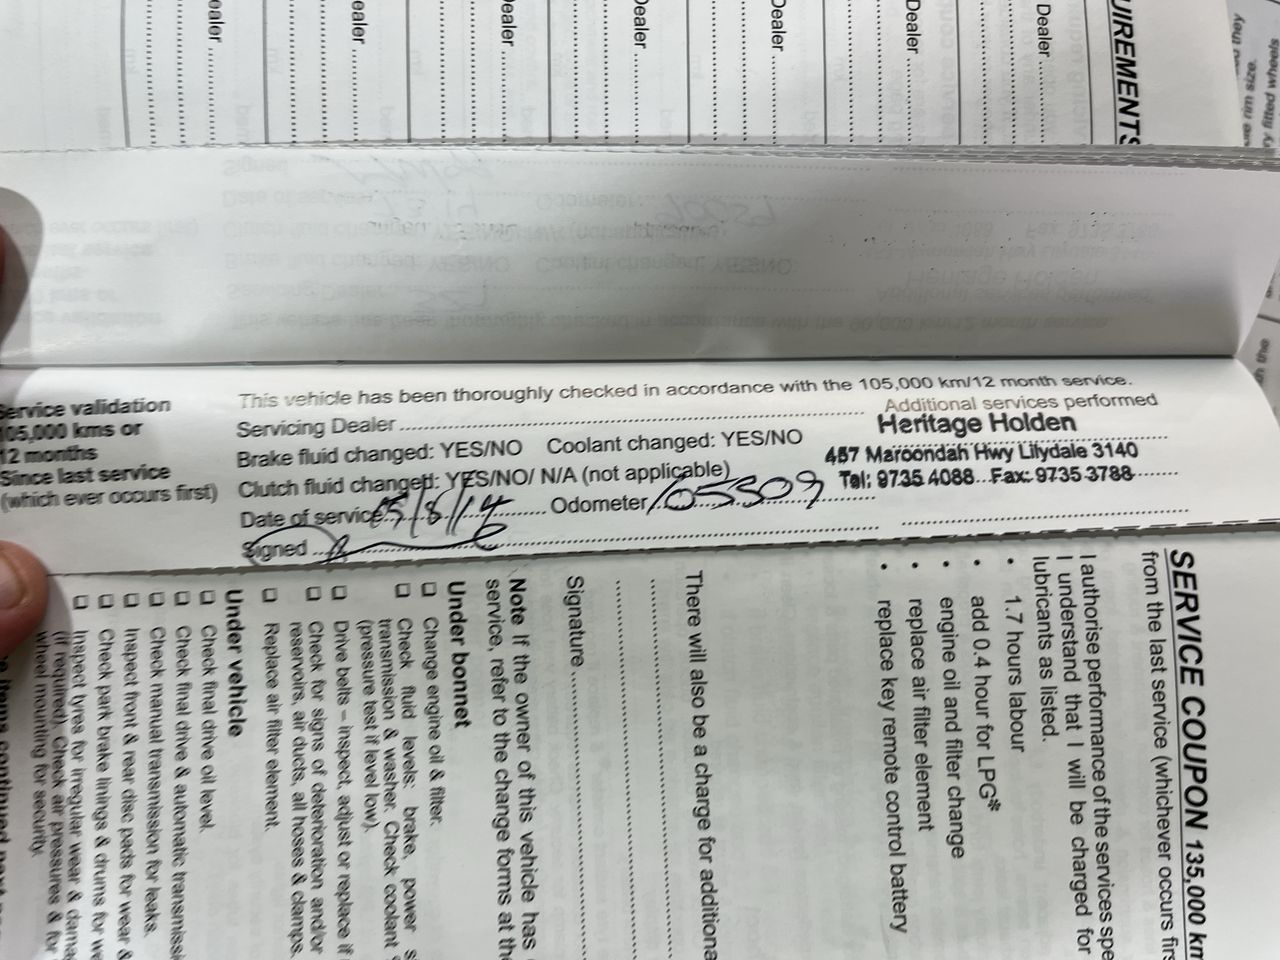 UIREMENTS
Dealer
Dealer
Dealer
Dealer
Dealer
ealer
ealer
Service validation
105,000 kms or
12 months
Since last service
(which ever occurs first)
This vehicle has been thoroughly checked in accordance with the 105,000 km/12 month service.
Servicing Dealer
Brake fluid changed: YES/NO Coolant changed: YES/NO
Clutch fluid changed: YES/NO/ N/A (not applicable)
Date of service Odometer 105509
Signed
Additional services performed
Heritage Holden
457 Maroondah Hwy Lilydale 3140
Tel: 9735 4088 Fax: 9735 3788
SERVICE COUPON 135,000 km
from the last service (whichever occurs firs
I authorise performance of the services spe
I understand that I will be charged for
lubricants as listed.
• 1.7 hours labour
• add 0.4 hour for LPG*
• engine oil and filter change
• replace air filter element
• replace key remote control battery
There will also be a charge for additiona
Signature
Note If the owner of this vehicle has
service, refer to the change forms at the
Under bonnet
Change engine oil & filter.
Check fluid levels: brake, power s
transmission & washer. Check coolant
(pressure test if level low).
Drive belts – inspect, adjust or replace if
Check for signs of deterioration and/or
reservoirs, air ducts, all hoses & clamps.
Replace air filter element.
Under vehicle
Check final drive oil level.
Check final drive & automatic transmissi
Check manual transmission for leaks.
Inspect front & rear disc pads for wear &
Check park brake linings & drums for we
Inspect tyres for irregular wear & dama
(if required). Check air pressures & for
wheel mounting for security.